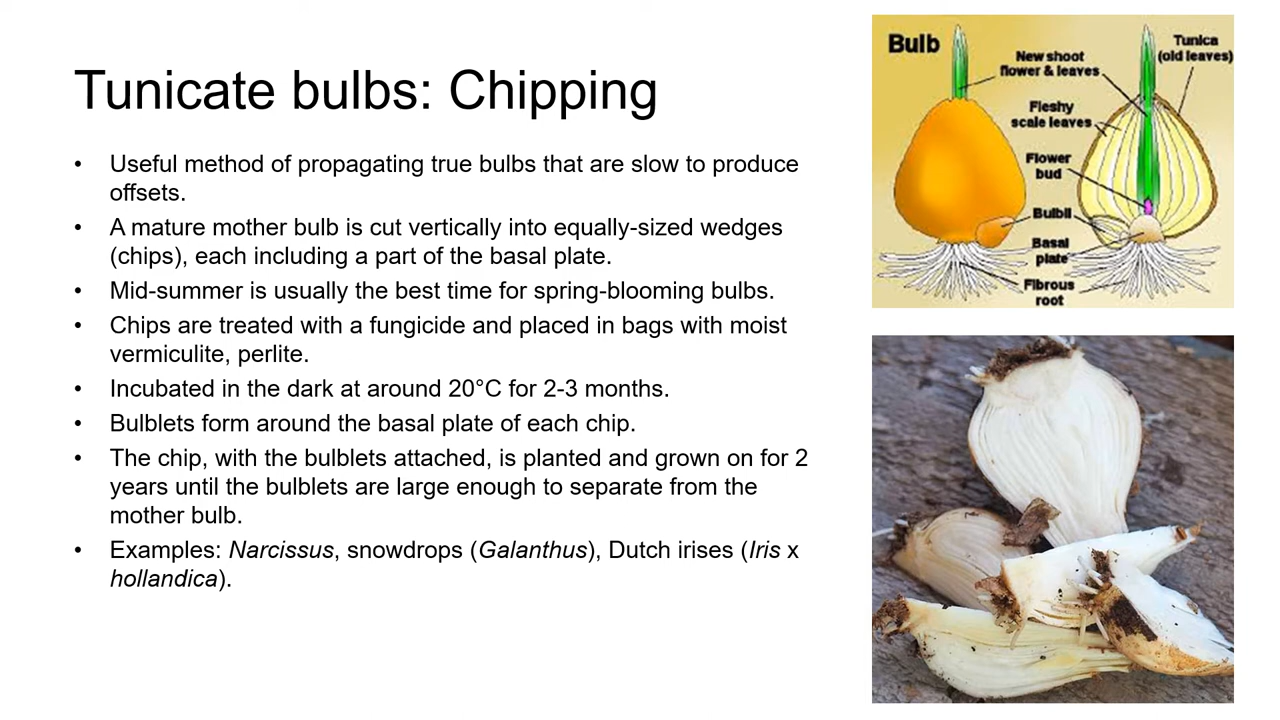 Tunicate bulbs: Chipping
• Useful method of propagating true bulbs that are slow to produce
offsets.
• A mature mother bulb is cut vertically into equally-sized wedges
(chips), each including a part of the basal plate.
• Mid-summer is usually the best time for spring-blooming bulbs.
• Chips are treated with a fungicide and placed in bags with moist
vermiculite, perlite.
• Incubated in the dark at around 20°C for 2-3 months.
• Bulblets form around the basal plate of each chip.
• The chip, with the bulblets attached, is planted and grown on for 2
years until the bulblets are large enough to separate from the
mother bulb.
• Examples: Narcissus, snowdrops (Galanthus), Dutch irises (Iris x
hollandica).
Bulb
New shoot
flower & leaves
Tunica
(old leaves)
Fleshy
scale leaves
Flower
bud
Bulbil
Basal
plate
Fibrous
root